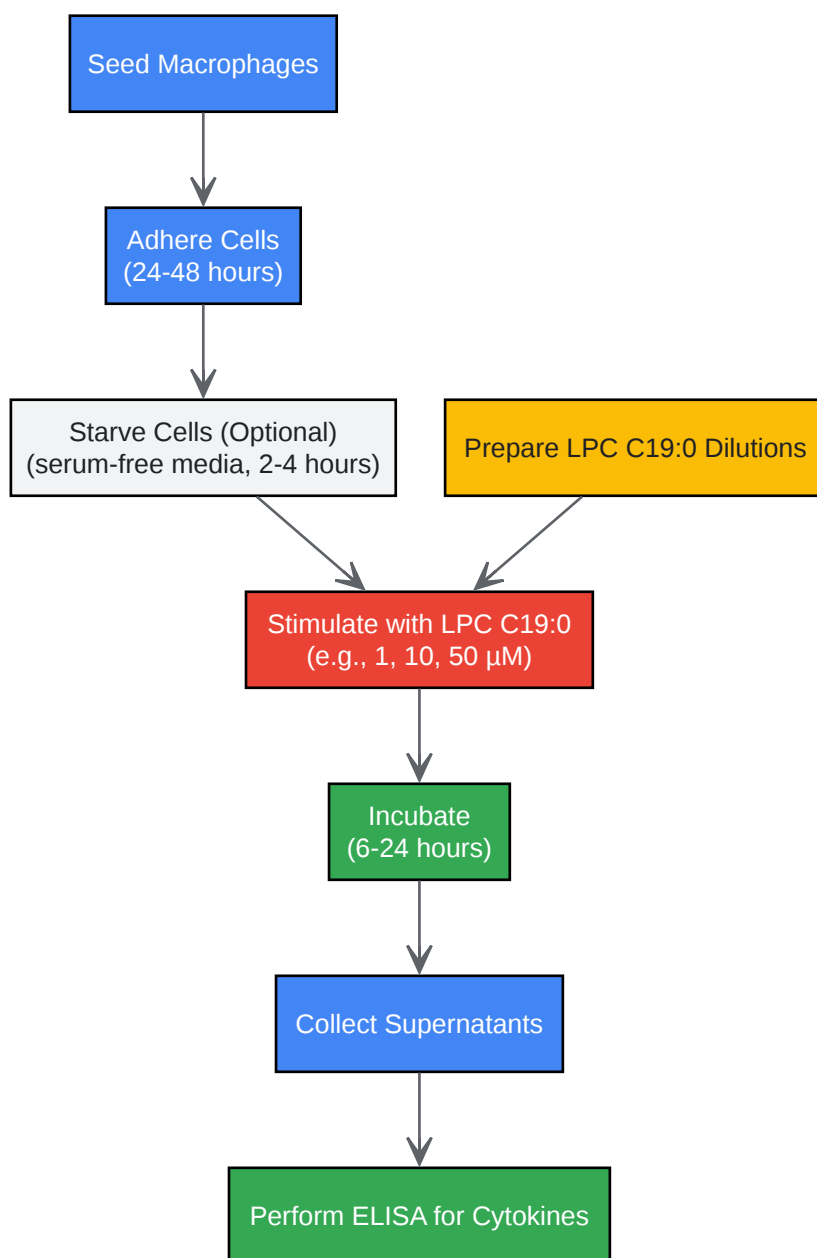 Seed Macrophages
Adhere Cells
(24-48 hours)
Starve Cells (Optional)
(serum-free media, 2-4 hours)
Prepare LPC C19:0 Dilutions
Stimulate with LPC C19:0
(e.g., 1, 10, 50 µM)
Incubate
(6-24 hours)
Collect Supernatants
Perform ELISA for Cytokines